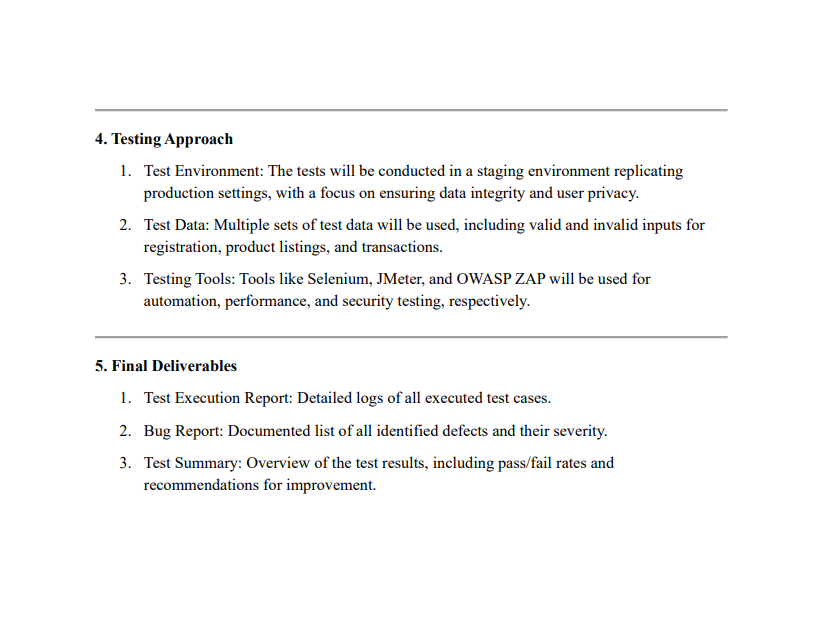 4. Testing Approach
1. Test Environment: The tests will be conducted in a staging environment replicating
production settings, with a focus on ensuring data integrity and user privacy.
2. Test Data: Multiple sets of test data will be used, including valid and invalid inputs for
registration, product listings, and transactions.
3. Testing Tools: Tools like Selenium, JMeter, and OWASP ZAP will be used for
automation, performance, and security testing, respectively.
5. Final Deliverables
1. Test Execution Report: Detailed logs of all executed test cases.
2. Bug Report: Documented list of all identified defects and their severity.
3. Test Summary: Overview of the test results, including pass/fail rates and
recommendations for improvement.